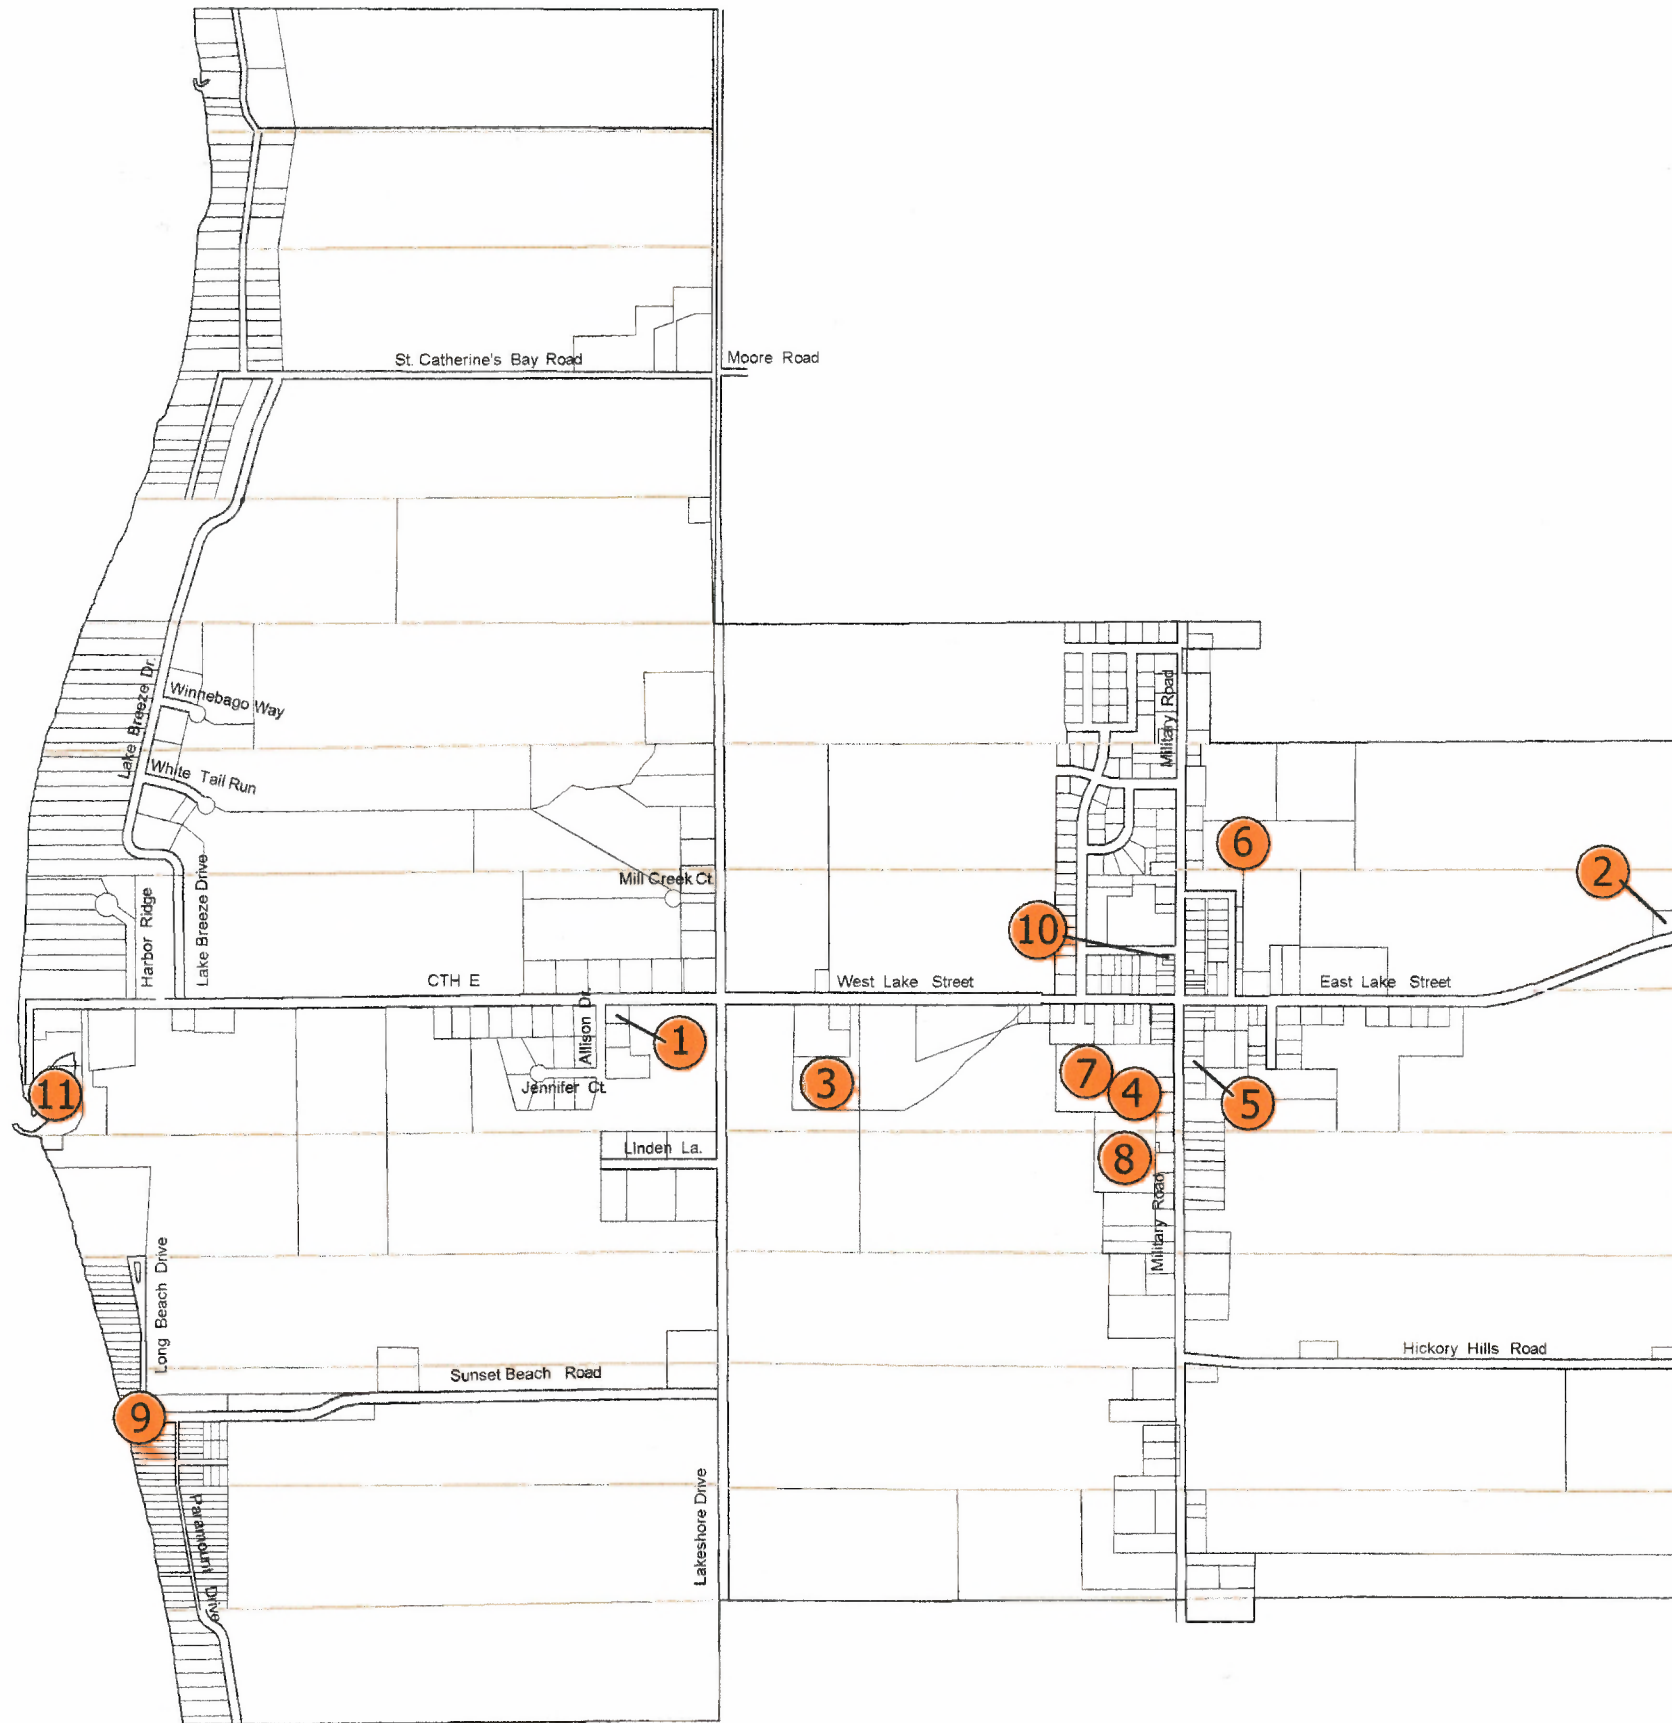 St. Catherine's Bay Road
Moore Road
Lake Breeze Dr.
Winnebago Way
White Tail Run
Military Road
6
2
Mill Creek Ct.
Harbor Ridge
Lake Breeze Drive
10
CTH E
West Lake Street
East Lake Street
Allison Dr.
1
Jennifer Ct.
3
7
4
5
11
Linden La.
8
Military Road
Long Beach Drive
Hickory Hills Road
Sunset Beach Road
9
Paramount Drive
Lakeshore Drive